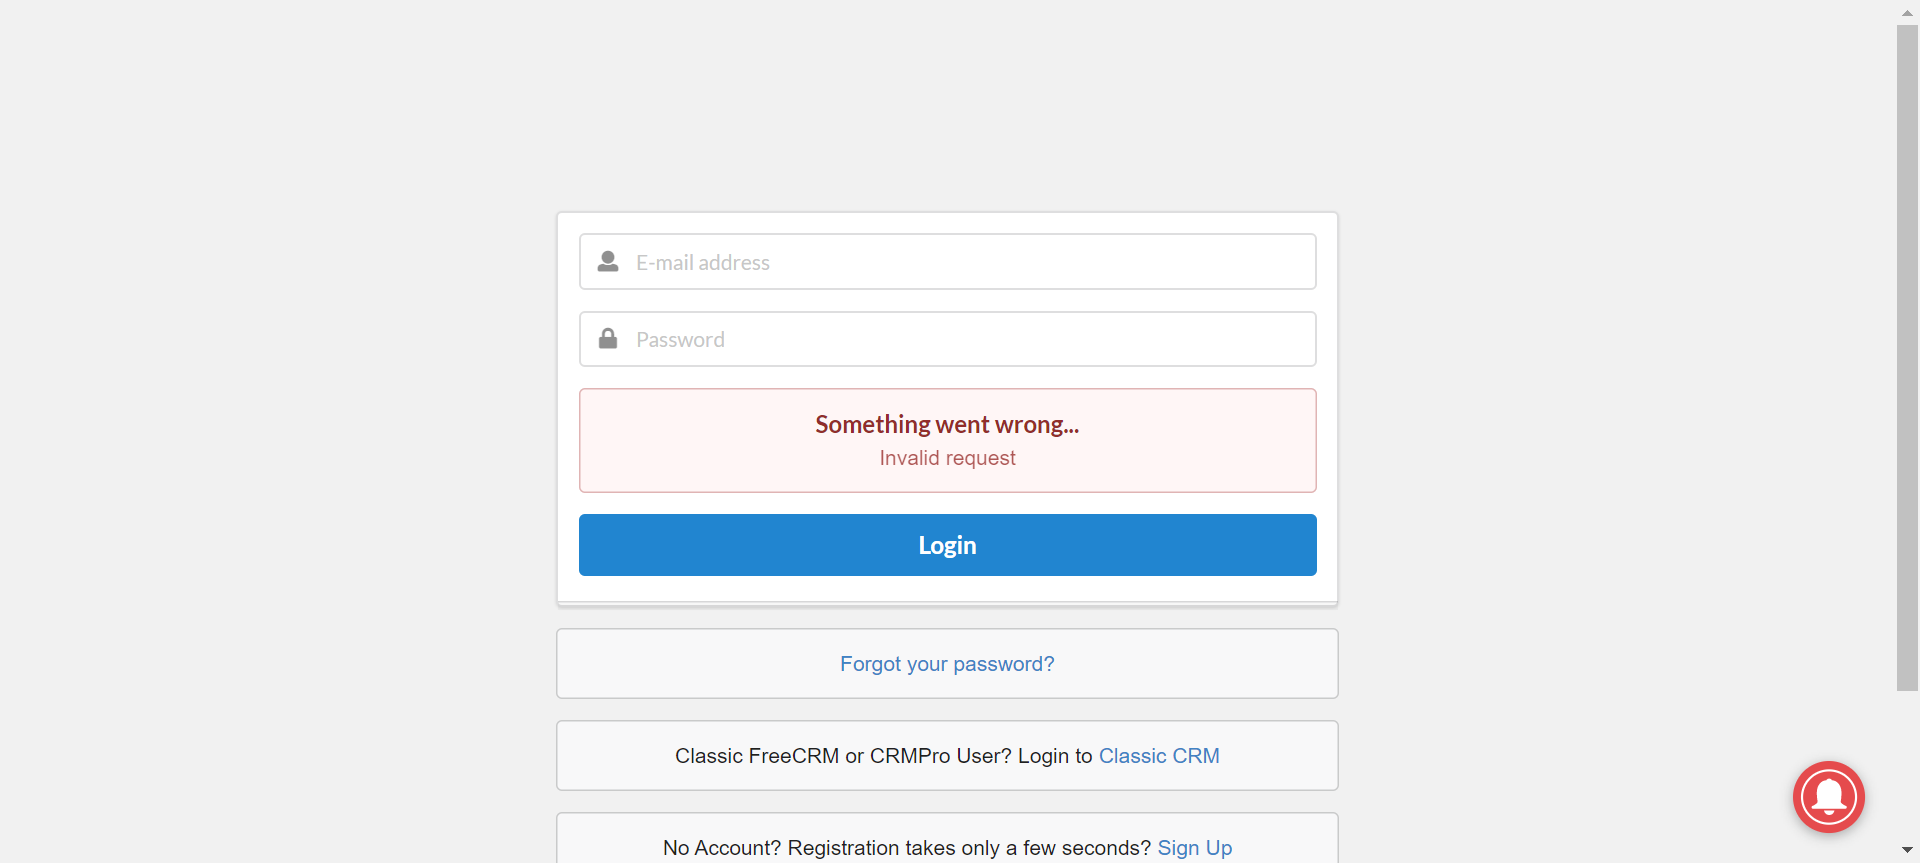 E-mail address
Password
Something went wrong...
Invalid request
Login
Forgot your password?
Classic FreeCRM or CRMPro User? Login to Classic CRM
No Account? Registration takes only a few seconds? Sign Up